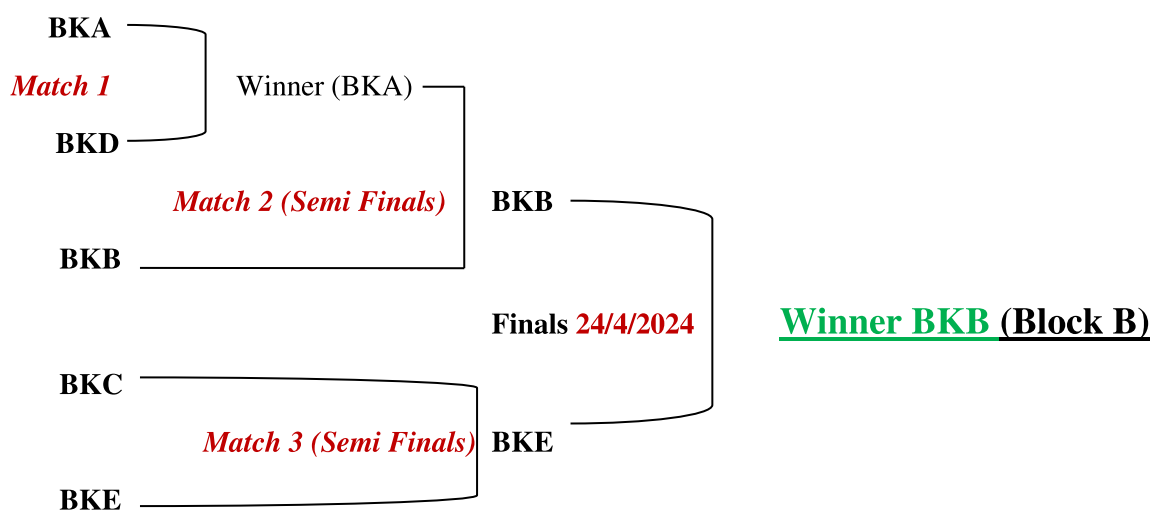 BKA
Match 1
Winner (BKA)
BKD
Match 2 (Semi Finals)
BKB
BKB
Finals 24/4/2024
Winner BKB (Block B)
BKC
Match 3 (Semi Finals)
BKE
BKE